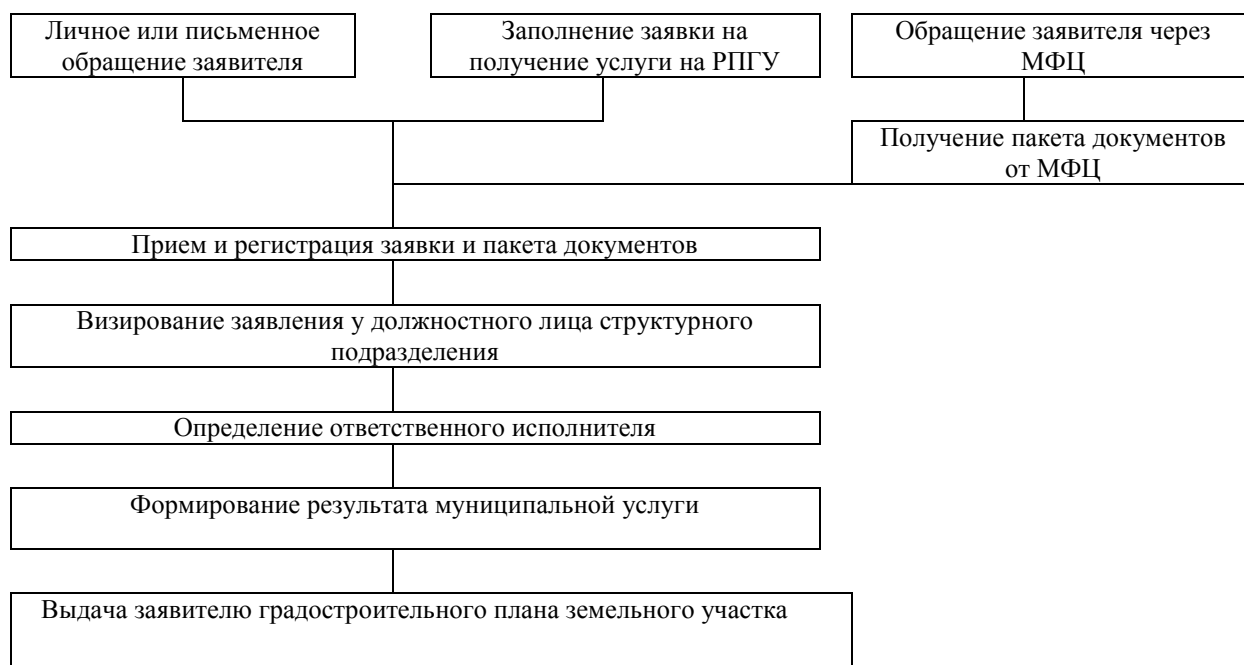 Личное или письменное
обращение заявителя
Заполнение заявки на
получение услуги на РПГУ
Обращение заявителя через
МФЦ
Получение пакета документов
от МФЦ
Прием и регистрация заявки и пакета документов
Визирование заявления у должностного лица структурного
подразделения
Определение ответственного исполнителя
Формирование результата муниципальной услуги
Выдача заявителю градостроительного плана земельного участка